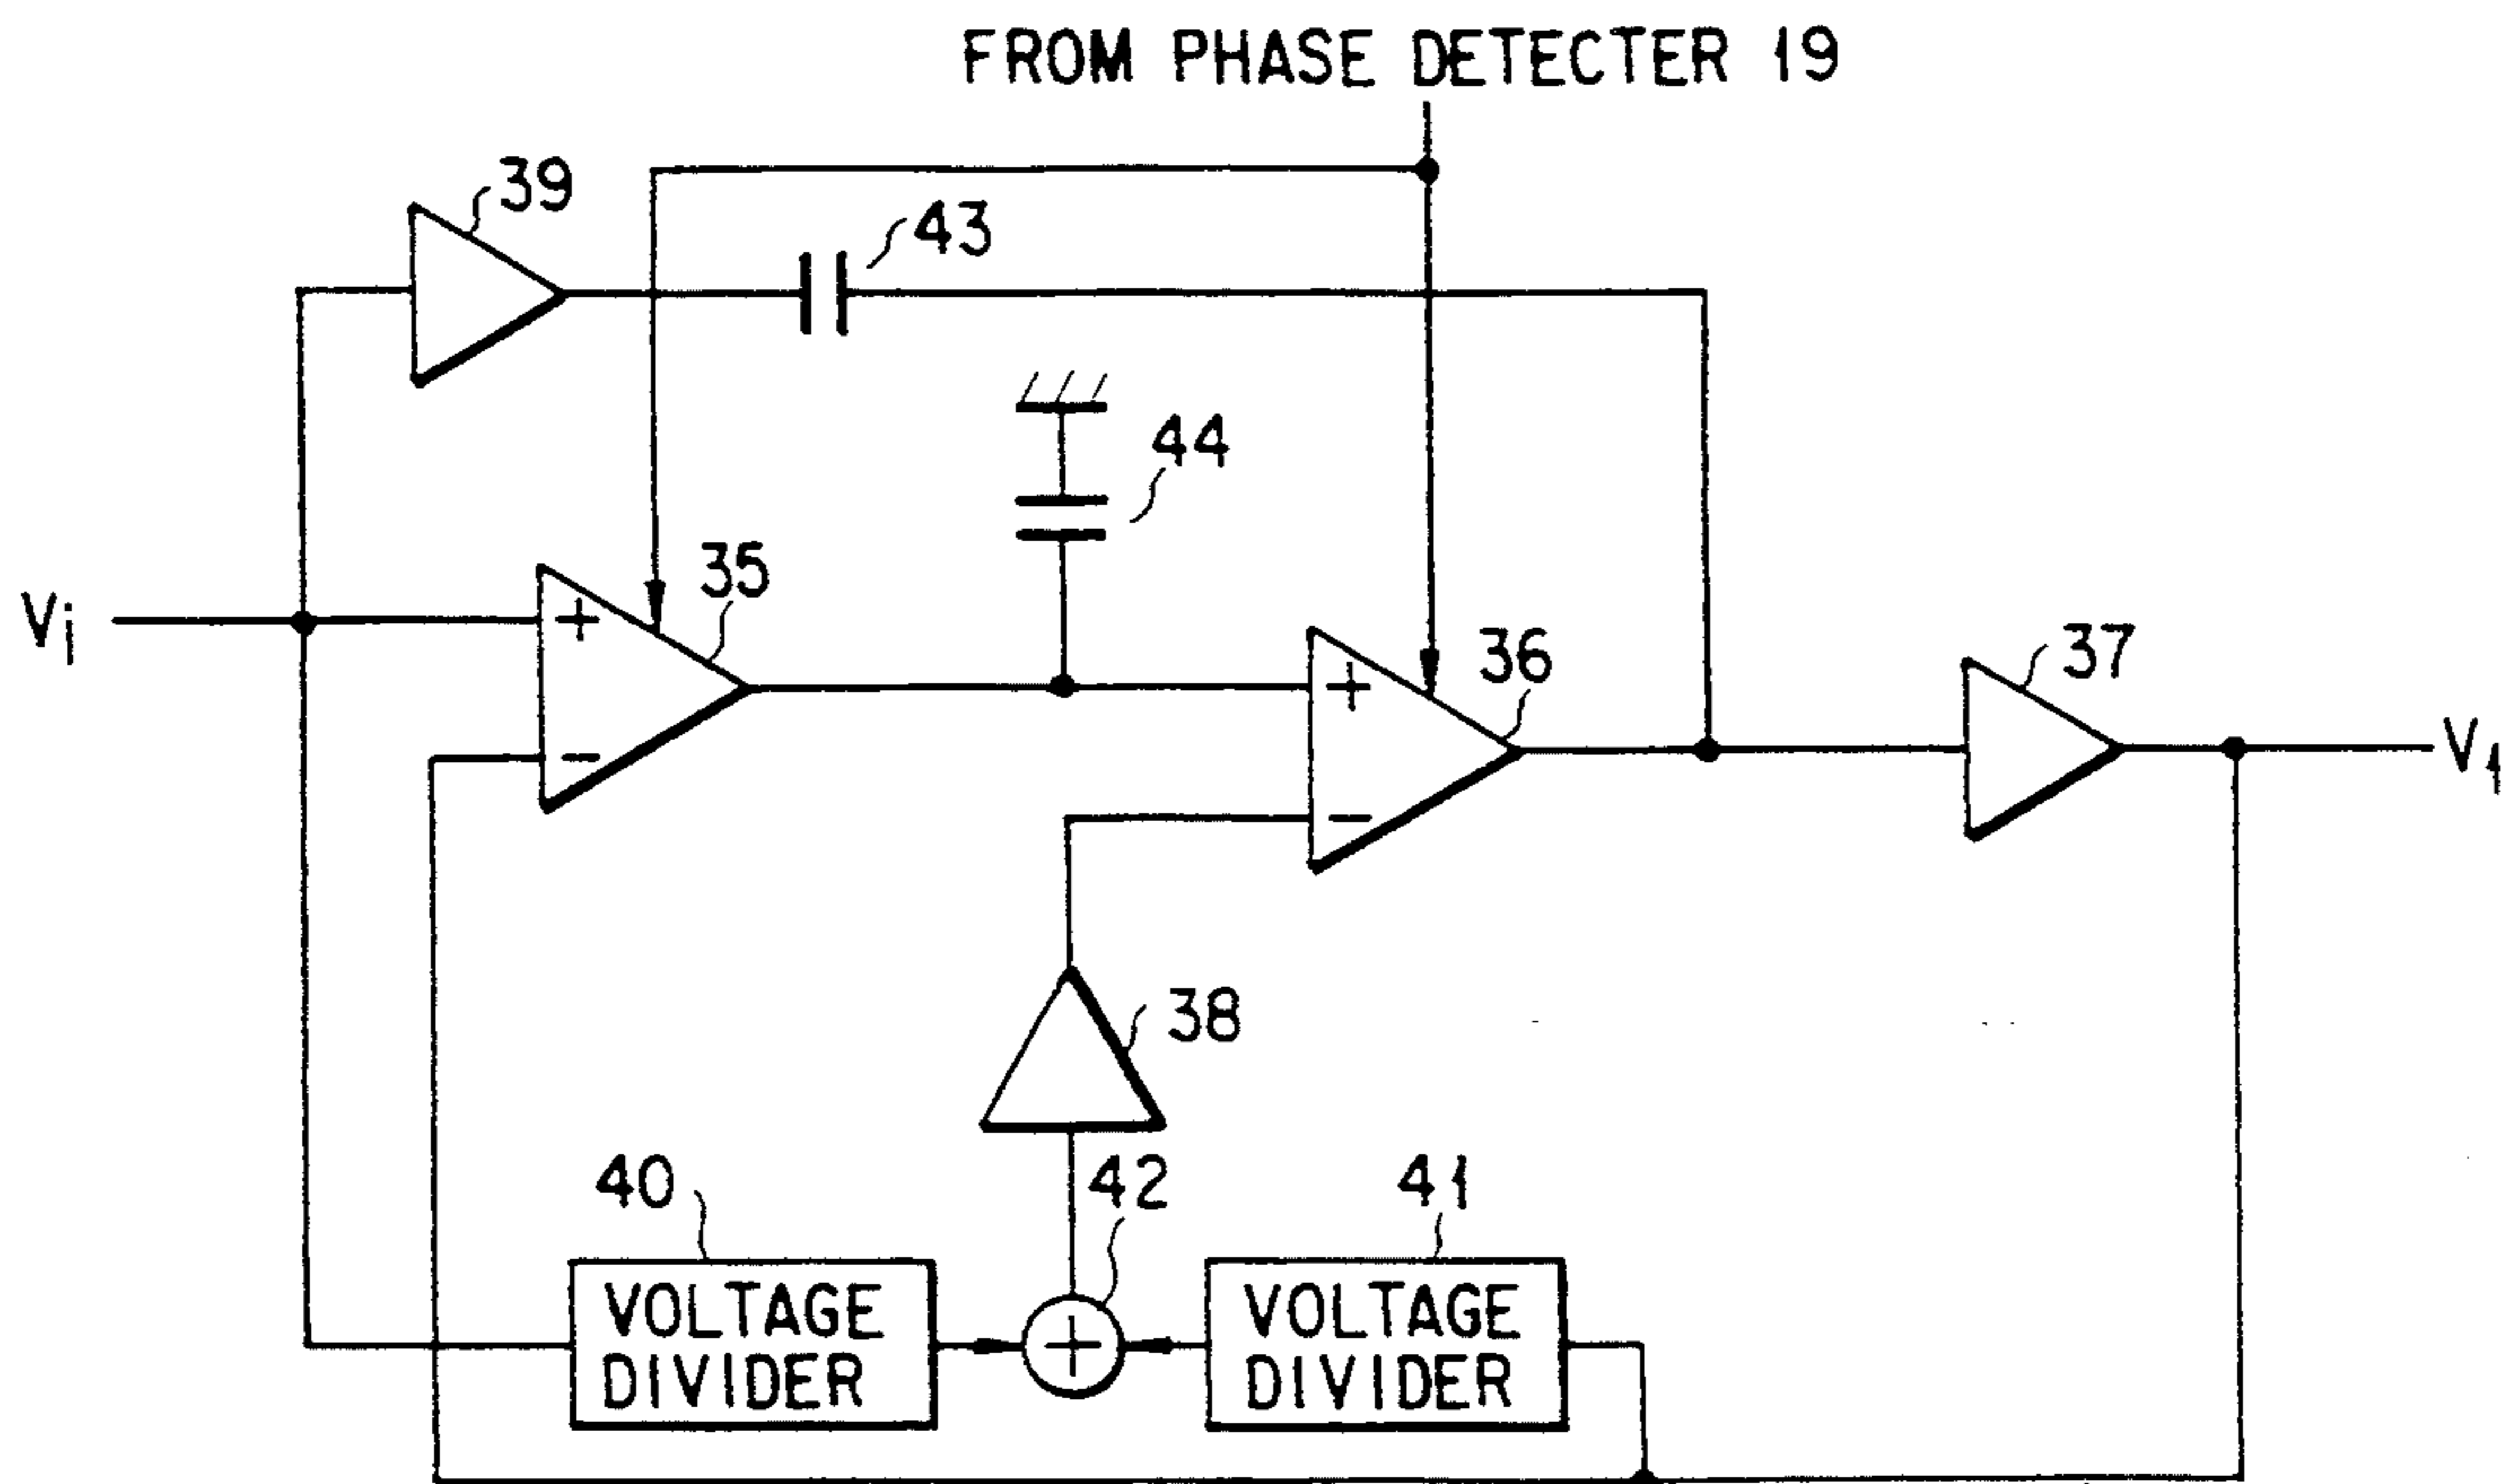 FROM PHASE DETECTER 19
39
43
44
35
Vi
36
37
V1
38
40
42
41
VOLTAGE
DIVIDER
VOLTAGE
DIVIDER
+
-
+
-
+